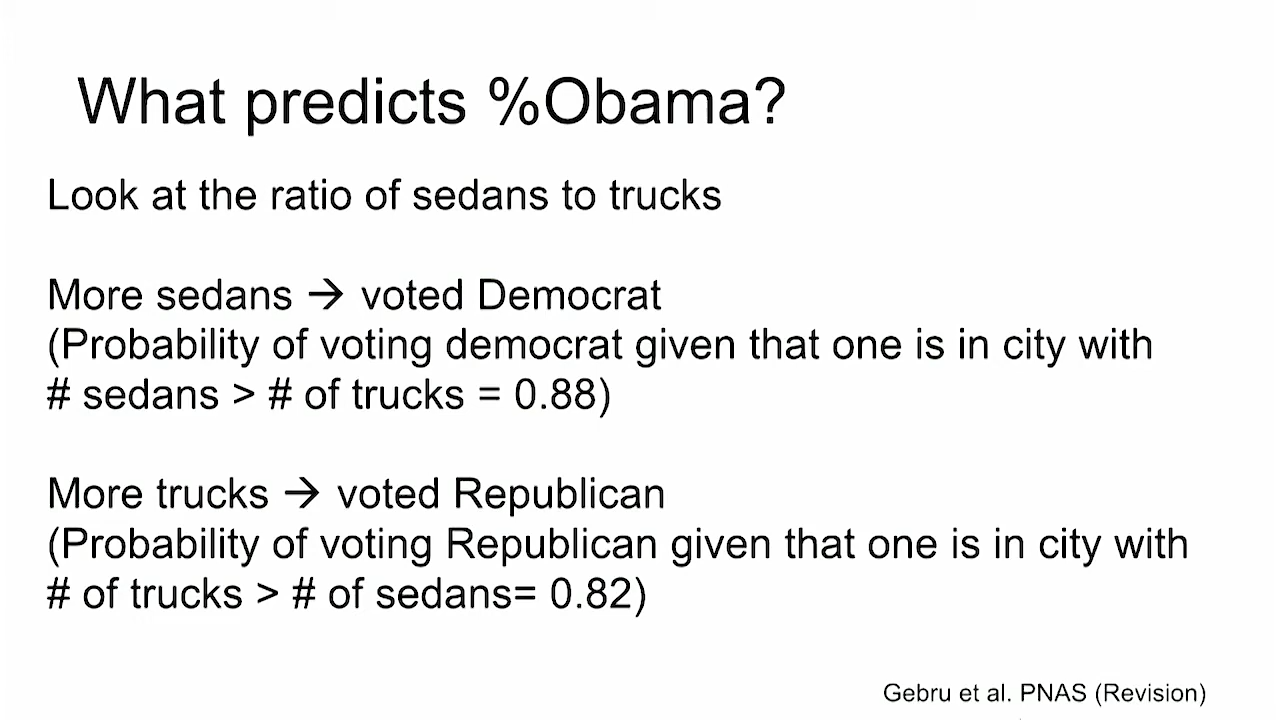 What predicts %Obama?
Look at the ratio of sedans to trucks
More sedans → voted Democrat
(Probability of voting democrat given that one is in city with
# sedans > # of trucks = 0.88)
More trucks → voted Republican
(Probability of voting Republican given that one is in city with
# of trucks > # of sedans= 0.82)
Gebru et al. PNAS (Revision)